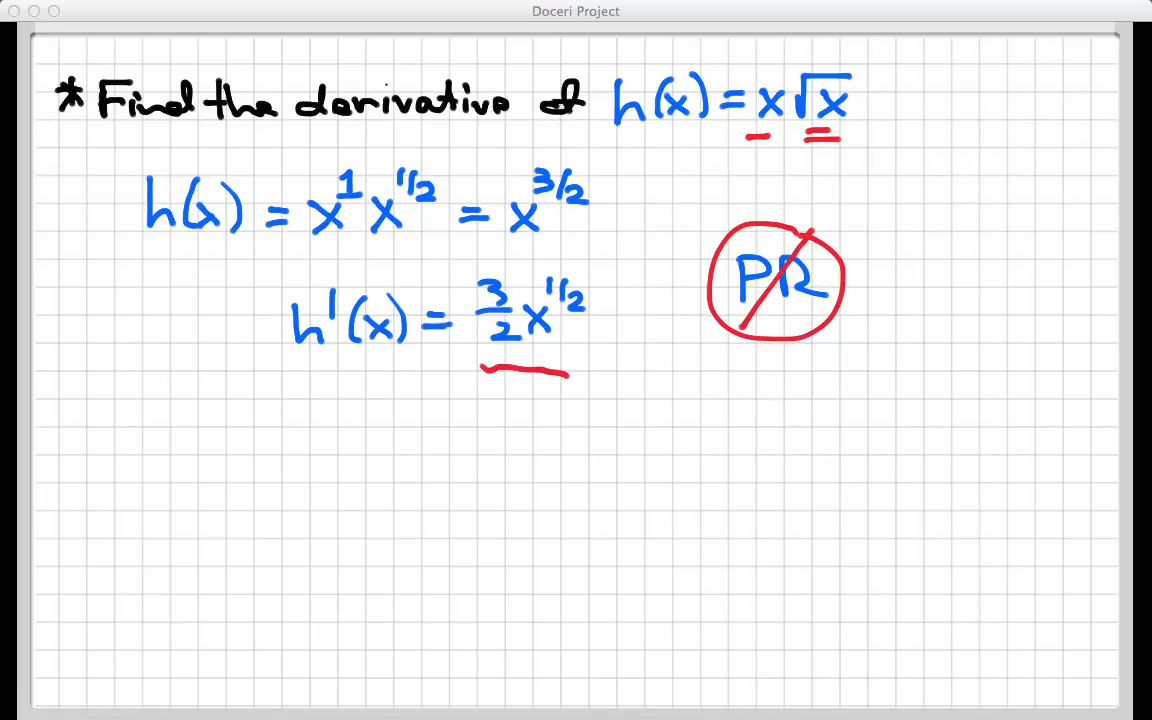 Doceri Project
* Find the derivative of h(x) = x√x
h(x) = x^1 x^1/2 = x^3/2
PR
h'(x) = 3/2 x^1/2